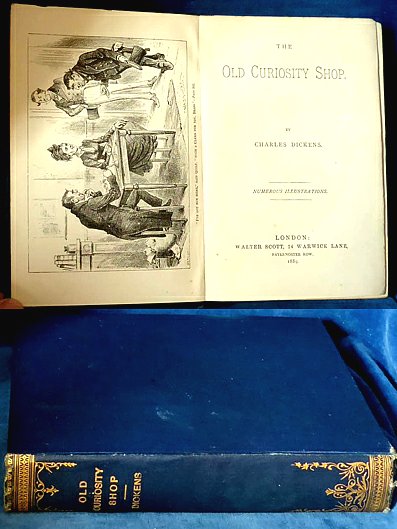 THE
OLD CURIOSITY SHOP.
BY
CHARLES DICKENS.
NUMEROUS ILLUSTRATIONS.
LONDON:
WALTER SCOTT, 24 WARWICK LANE,
PATERNOSTER ROW.
OLD
CURIOSITY
SHOP
DICKENS